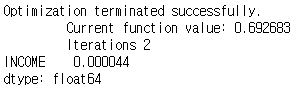 Optimization terminated successfully.
         Current function value: 0.692683
         Iterations 2
INCOME    0.000044
dtype: float64